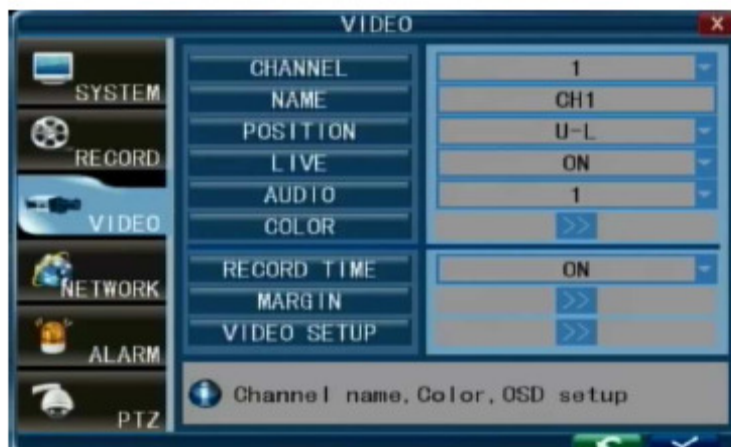 VIDEO
X
SYSTEM
RECORD
VIDEO
NETWORK
ALARM
PTZ
CHANNEL 1
NAME CH1
POSITION U-L
LIVE ON
AUDIO 1
COLOR >>
RECORD TIME ON
MARGIN >>
VIDEO SETUP >>
Channel name,Color,OSD setup